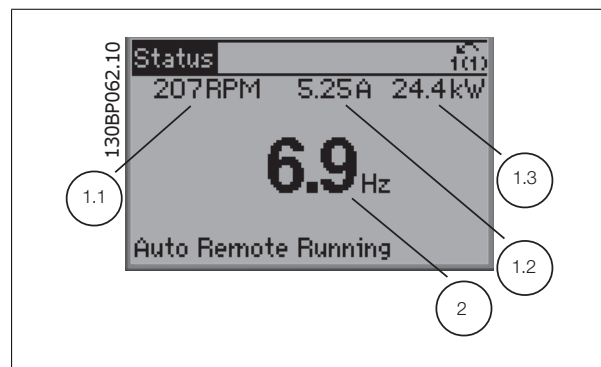 130BP062.10
Status
1(1)
207RPM 5.25A 24.4kW
1.1
1.3
6.9Hz
1.2
Auto Remote Running
2